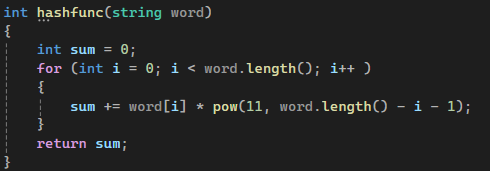 int hashfunc(string word)
{
    int sum = 0;
    for (int i = 0; i < word.length(); i++ )
    {
        sum += word[i] * pow(11, word.length() - i - 1);
    }
    return sum;
}